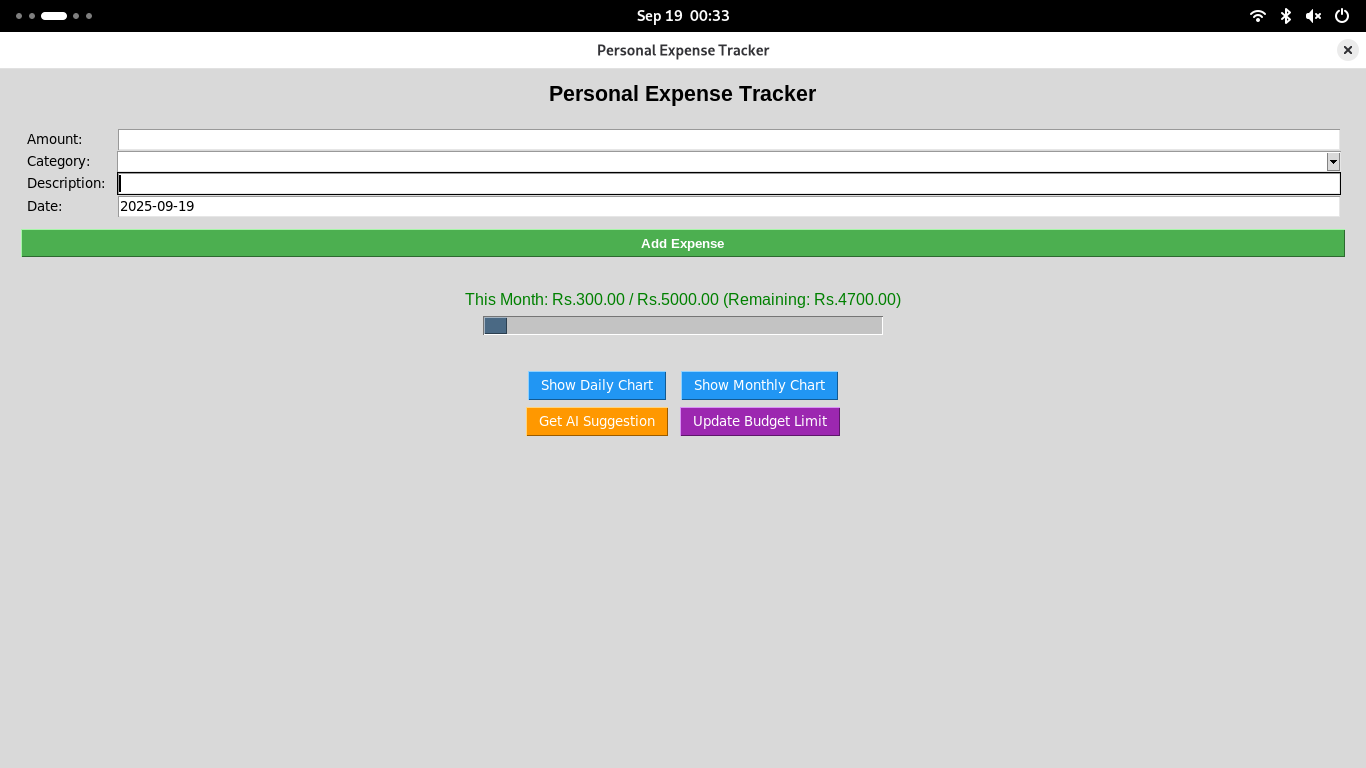 Sep 19 00:33
Personal Expense Tracker
Personal Expense Tracker
Amount:
Category:
Description:
Date: 2025-09-19
Add Expense
This Month: Rs.300.00 / Rs.5000.00 (Remaining: Rs.4700.00)
Show Daily Chart Show Monthly Chart
Get AI Suggestion Update Budget Limit